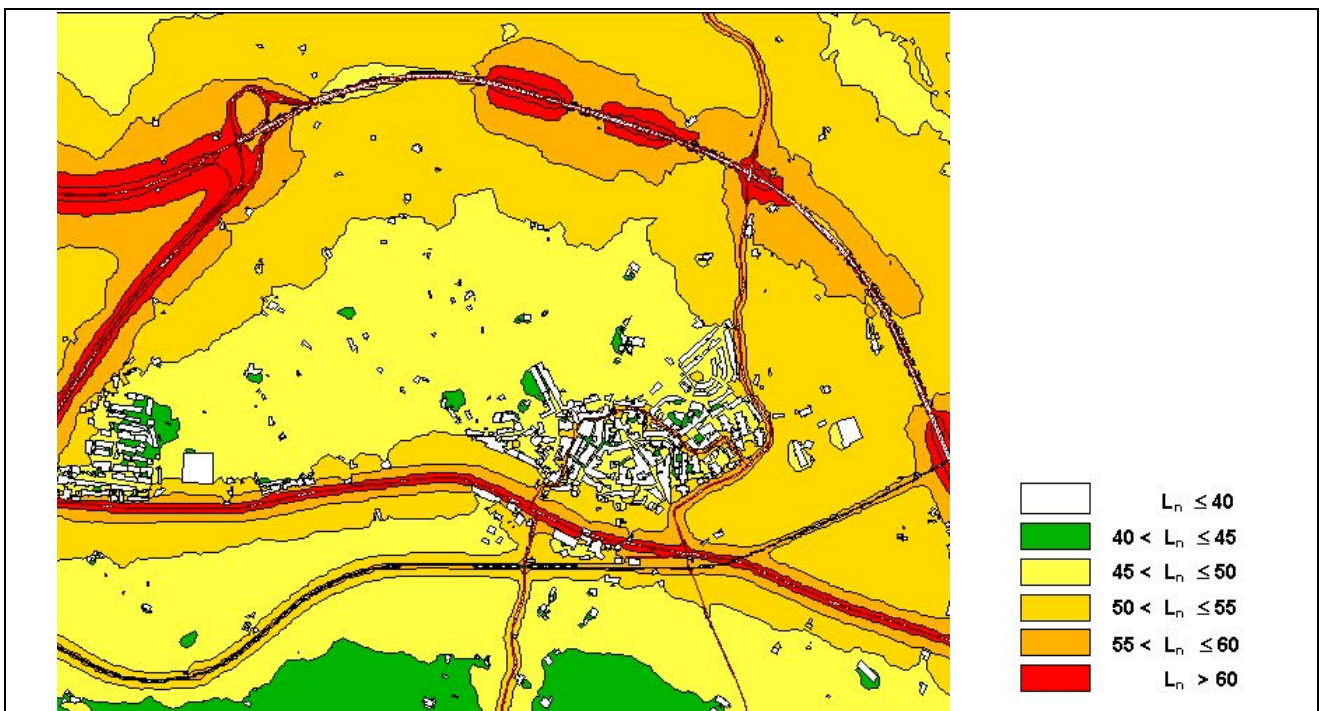 Lₙ ≤ 40
40 < Lₙ ≤ 45
45 < Lₙ ≤ 50
50 < Lₙ ≤ 55
55 < Lₙ ≤ 60
Lₙ > 60